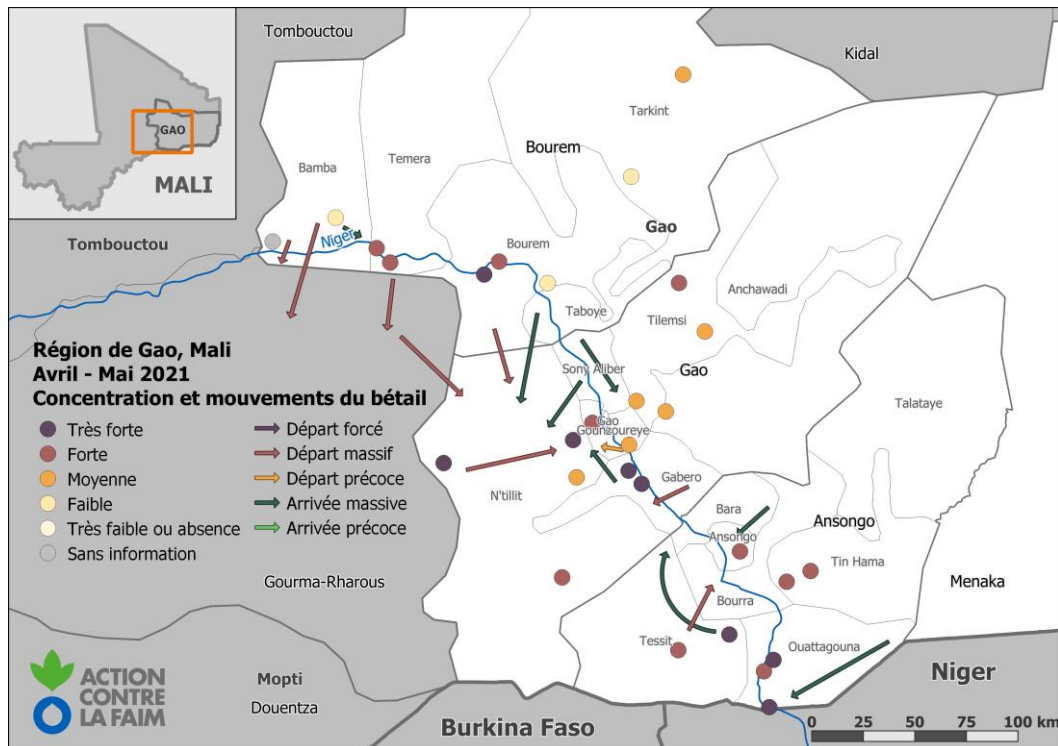 Tombouctou
Kidal
GAO
MALI
Tarkint
Bourem
Temera
Bamba
Tombouctou
Niger
Gao
Bourem
Anchawadi
Taboye
Tilemsi
Sony Aliber
Gao
Talataye
Gao
Gounzoureye
Gabero
N'tillit
Bara
Ansongo
Ansongo
Tin Hama
Menaka
Gourma-Rharous
Bourra
Tessit
Ouattagouna
Niger
Mopti
Douentza
Burkina Faso
Région de Gao, Mali
Avril - Mai 2021
Concentration et mouvements du bétail
Très forte
Forte
Moyenne
Faible
Très faible ou absence
Sans information
Départ forcé
Départ massif
Départ précoce
Arrivée massive
Arrivée précoce
ACTION
CONTRE
LA FAIM
0 25 50 75 100 km